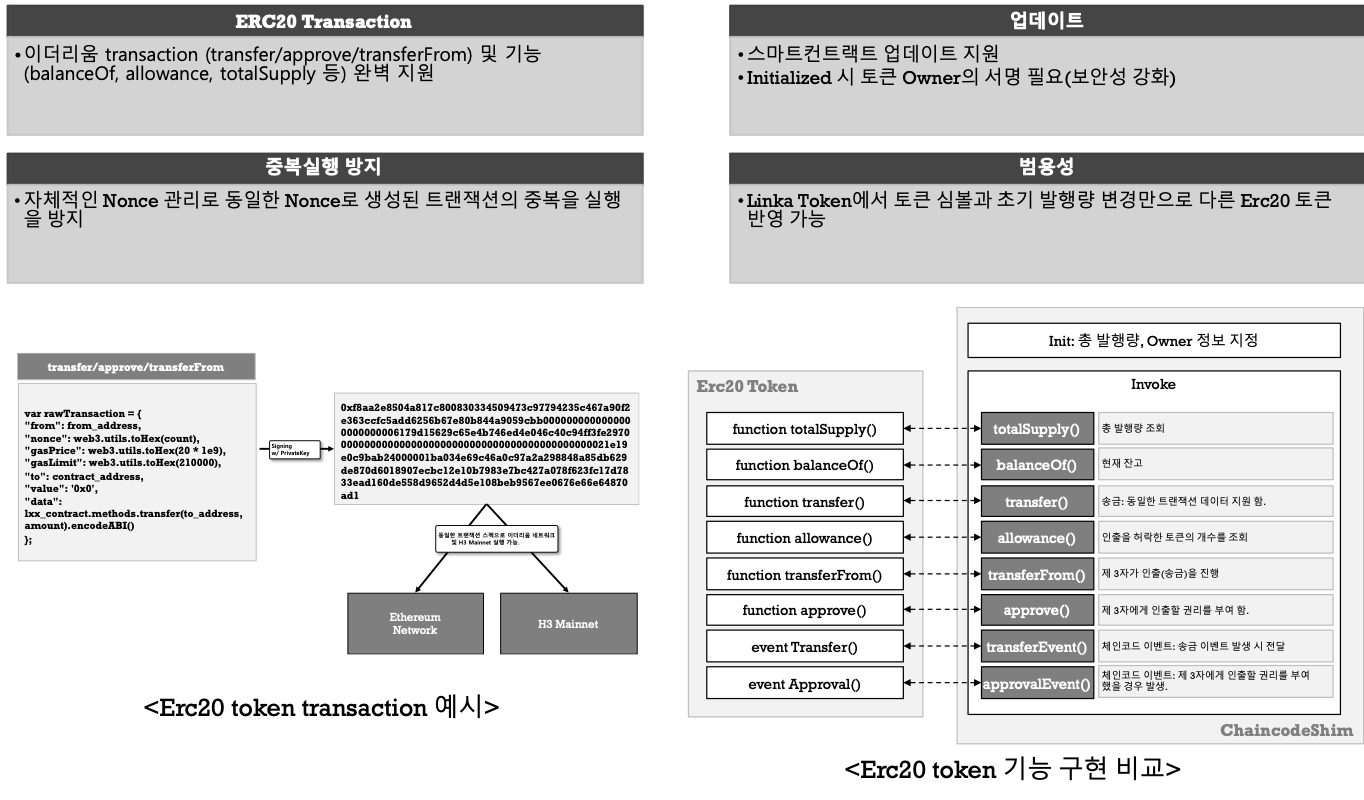 ERC20 Transaction
• 이더리움 transaction (transfer/approve/transferFrom) 및 기능
(balanceOf, allowance, totalSupply 등) 완벽 지원
업데이트
• 스마트컨트랙트 업데이트 지원
• Initialized 시 토큰 Owner의 서명 필요(보안성 강화)
중복실행 방지
• 자체적인 Nonce 관리로 동일한 Nonce로 생성된 트랜잭션의 중복을 실행
을 방지
범용성
• Linka Token에서 토큰 심볼과 초기 발행량 변경만으로 다른 Erc20 토큰
반영 가능
transfer/approve/transferFrom
var rawTransaction = {
"from": from_address,
"nonce": web3.utils.toHex(count),
"gasPrice": web3.utils.toHex(20 * 1e9),
"gasLimit": web3.utils.toHex(210000),
"to": contract_address,
"value": '0x0',
"data":
lxx_contract.methods.transfer(to_address,
amount).encodeABI()
};
Signing
w/ PrivateKey
0xf8aa2e8504a817c800830334509473c97794235c467a90f2
e363ccfc5add6256b67e80b844a9059cbb0000000000000000
00000000006179d15629c65e4b746ed4e046c40c94ff3fe2970
000000000000000000000000000000000000000000000021e19
e0c9bab24000001ba034e69c46a0c97a2a298848a85db629
de870d6018907ecbc12e10b7983e7bc427a078f623fc17d78
33ead160de558d9652d4d5e108beb9567ee0676e66e64870
ad1
동일한 트랜잭션 스펙으로 이더리움 네트워크
및 H3 Mainnet 실행 가능.
Ethereum
Network
H3 Mainnet
<Erc20 token transaction 예시>
Erc20 Token
function totalSupply()
function balanceOf()
function transfer()
function allowance()
function transferFrom()
function approve()
event Transfer()
event Approval()
Init: 총 발행량, Owner 정보 지정
Invoke
totalSupply() 총 발행량 조회
balanceOf() 현재 잔고
transfer() 송금: 동일한 트랜잭션 데이터 지원 함.
allowance() 인출을 허락한 토큰의 개수를 조회
transferFrom() 제 3자가 인출(송금)을 진행
approve() 제 3자에게 인출할 권리를 부여 함.
transferEvent() 체인코드 이벤트: 송금 이벤트 발생 시 전달
approvalEvent() 체인코드 이벤트: 제 3자에게 인출할 권리를 부여
했을 경우 발생.
ChaincodeShim
<Erc20 token 기능 구현 비교>